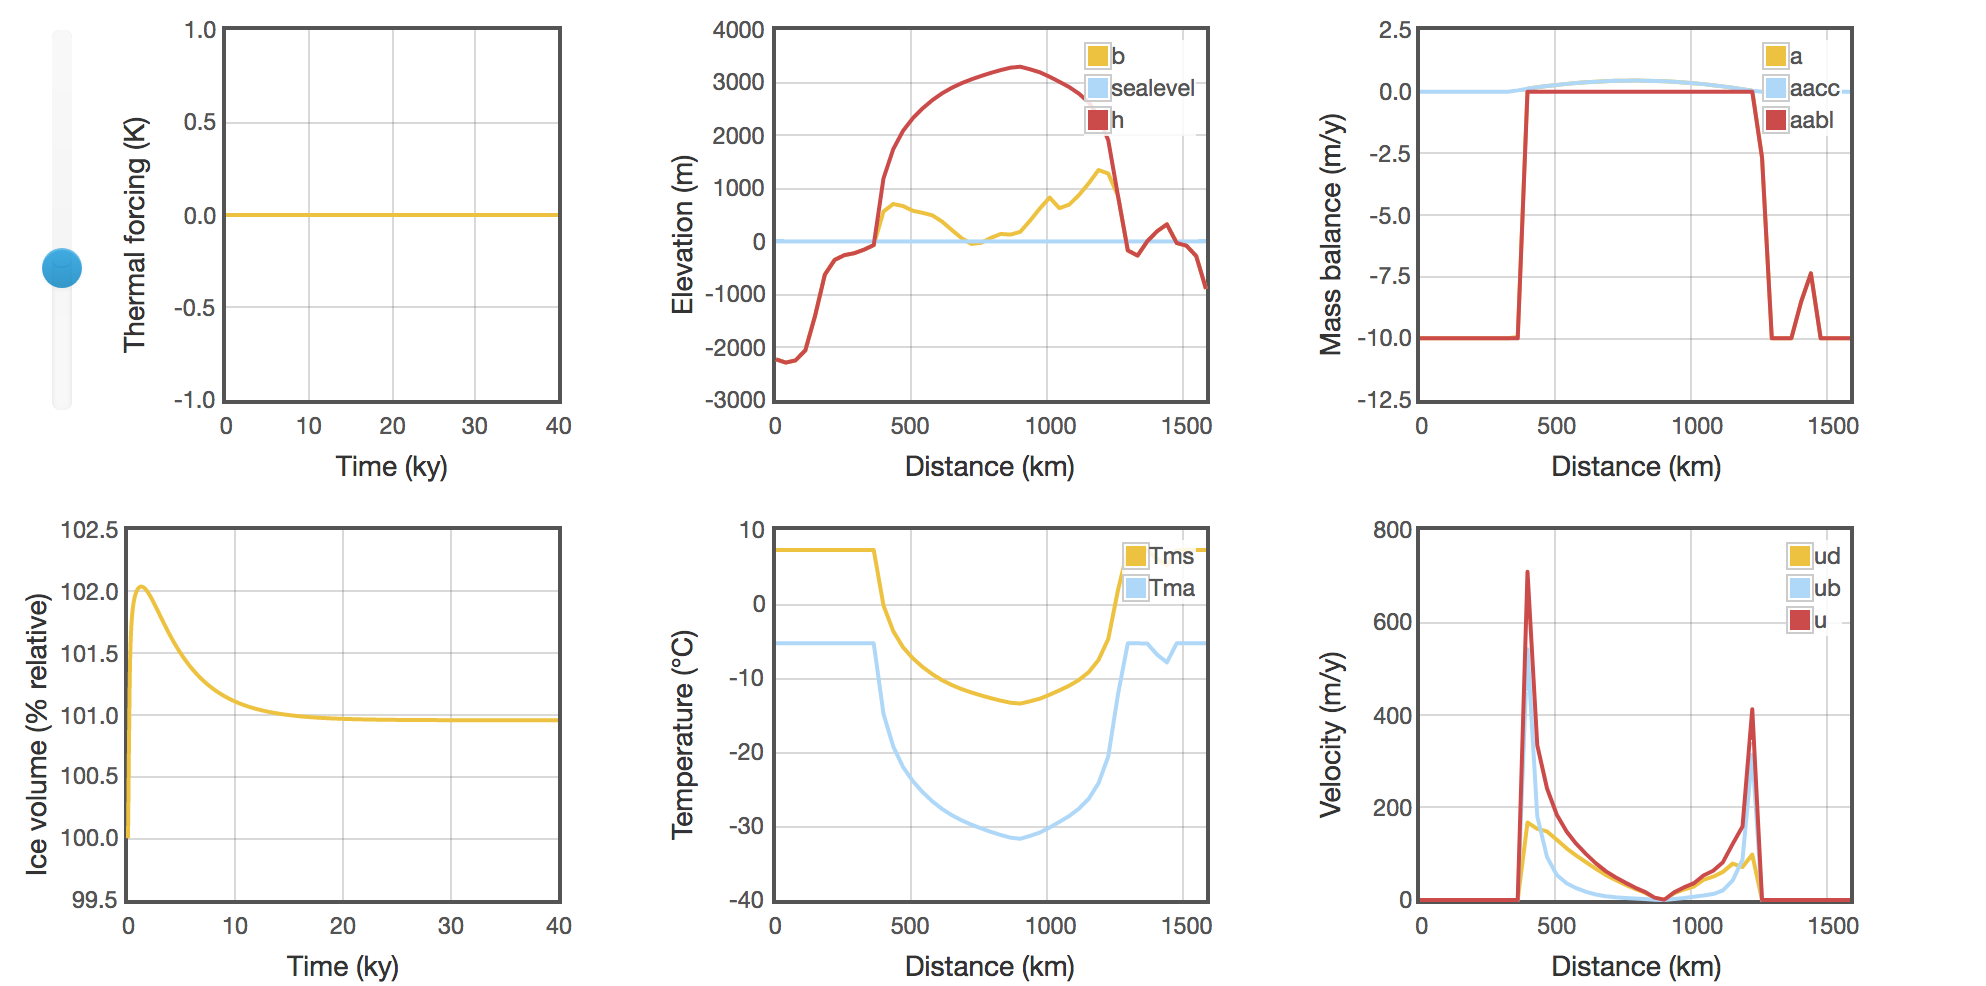 1.0
0.5
0.0
-0.5
-1.0
Thermal forcing (K)
0 10 20 30 40
Time (ky)
4000
3000
2000
1000
0
-1000
-2000
-3000
Elevation (m)
b
sealevel
h
0 500 1000 1500
Distance (km)
2.5
0.0
-2.5
-5.0
-7.5
-10.0
-12.5
Mass balance (m/y)
a
aacc
aabl
0 500 1000 1500
Distance (km)
102.5
102.0
101.5
101.0
100.5
100.0
99.5
Ice volume (% relative)
0 10 20 30 40
Time (ky)
10
0
-10
-20
-30
-40
Temperature (°C)
Tms
Tma
0 500 1000 1500
Distance (km)
800
600
400
200
0
Velocity (m/y)
ud
ub
u
0 500 1000 1500
Distance (km)